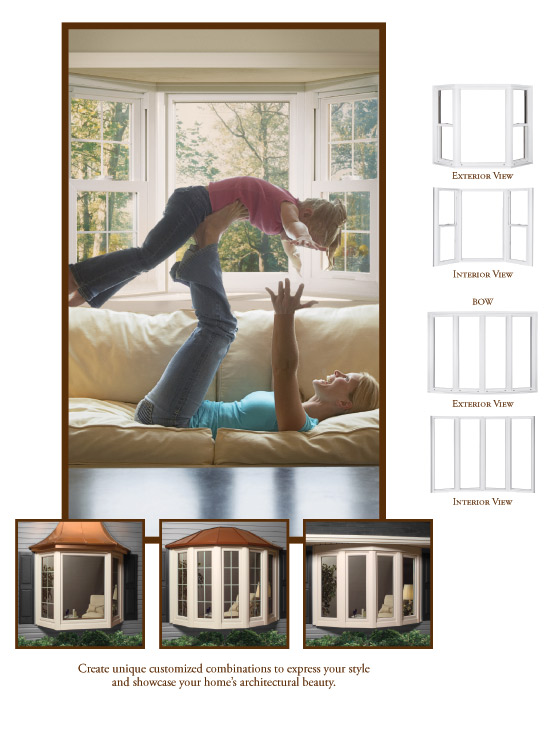 Exterior View
Interior View
BOW
Exterior View
Interior View
Create unique customized combinations to express your style
and showcase your home's architectural beauty.